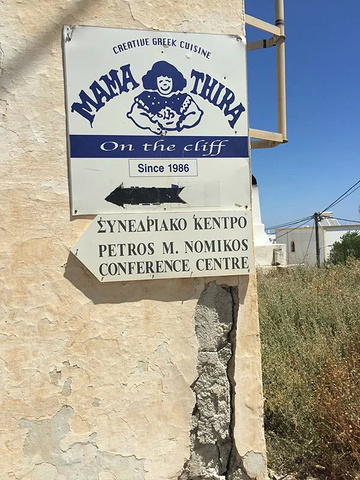 CREATIVE GREEK CUISINE
MAMA THIRA
On the cliff
Since 1986
ΣΥΝΕΔΡΙΑΚΟ ΚΕΝΤΡΟ
PETROS M. NOMIKOS
CONFERENCE CENTRE